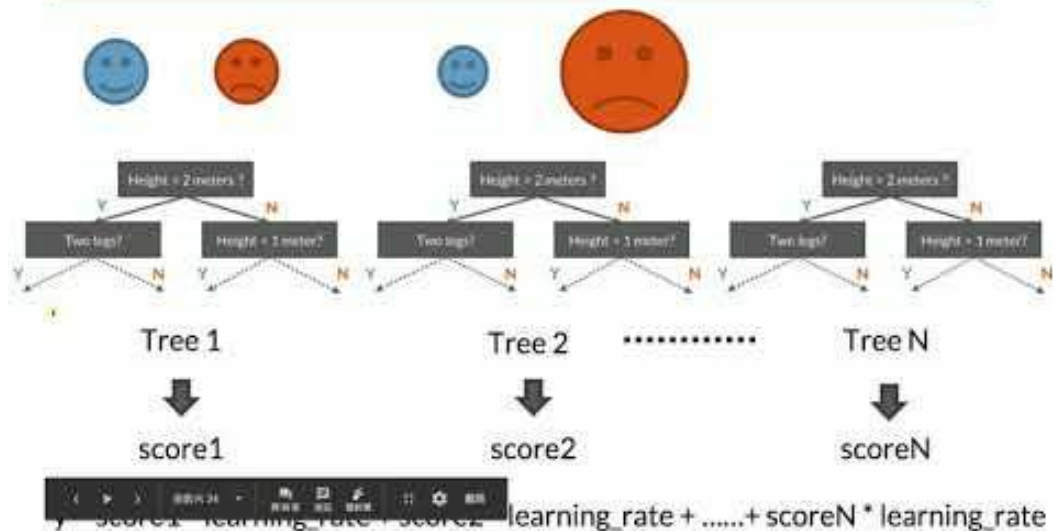 Height > 2 meters ? Height > 2 meters ? Height > 2 meters ?
Y N Y N Y N
Two legs? Height > 1 meter? Two legs? Height > 1 meter? Two legs? Height > 1 meter?
Y N Y N Y N Y N Y N Y N
Tree 1 Tree 2 Tree N
score1 score2 scoreN
24
learning_rate + ......+ scoreN * learning_rate